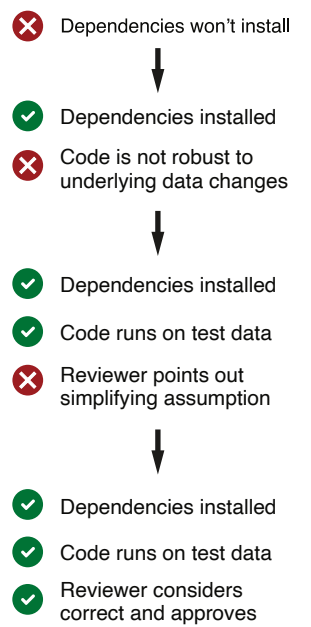 Dependencies won't install
Dependencies installed
Code is not robust to
underlying data changes
Dependencies installed
Code runs on test data
Reviewer points out
simplifying assumption
Dependencies installed
Code runs on test data
Reviewer considers
correct and approves